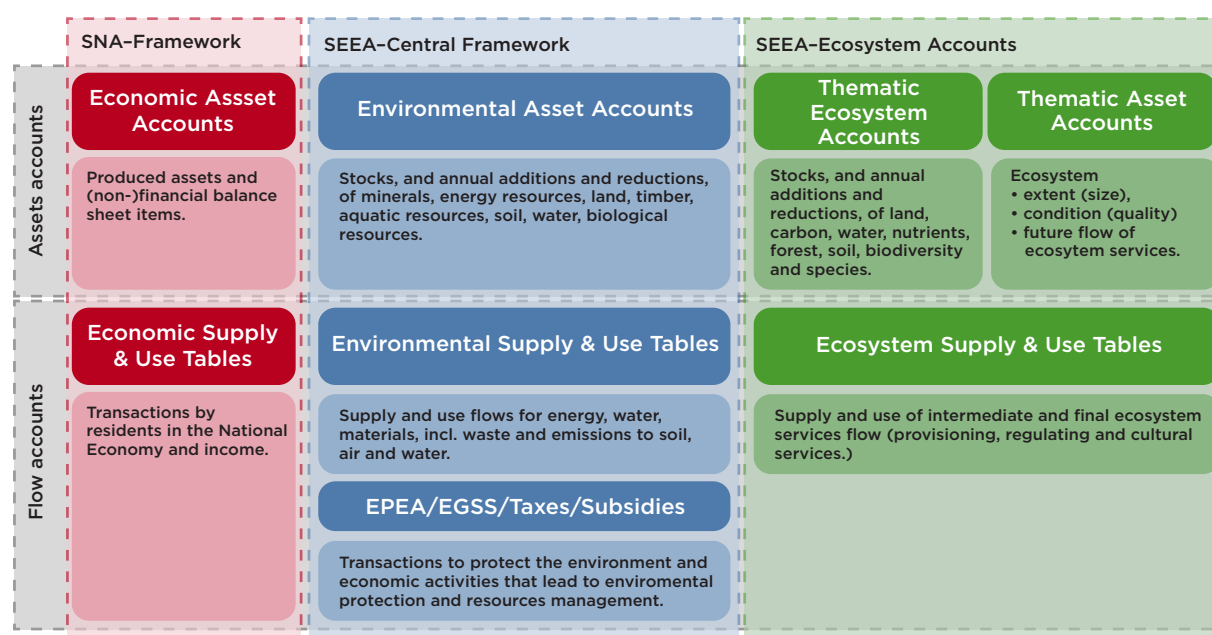 SNA–Framework
SEEA–Central Framework
SEEA–Ecosystem Accounts
Assets accounts
Economic Assset
Accounts
Produced assets and
(non-)financial balance
sheet items.
Environmental Asset Accounts
Stocks, and annual additions and reductions,
of minerals, energy resources, land, timber,
aquatic resources, soil, water, biological
resources.
Thematic
Ecosystem
Accounts
Stocks, and annual
additions and
reductions, of land,
carbon, water, nutrients,
forest, soil, biodiversity
and species.
Thematic Asset
Accounts
Ecosystem
• extent (size),
• condition (quality)
• future flow of
ecosytem services.
Flow accounts
Economic Supply
& Use Tables
Transactions by
residents in the National
Economy and income.
Environmental Supply & Use Tables
Supply and use flows for energy, water,
materials, incl. waste and emissions to soil,
air and water.
EPEA/EGSS/Taxes/Subsidies
Transactions to protect the environment and
economic activities that lead to enviromental
protection and resources management.
Ecosystem Supply & Use Tables
Supply and use of intermediate and final ecosystem
services flow (provisioning, regulating and cultural
services.)